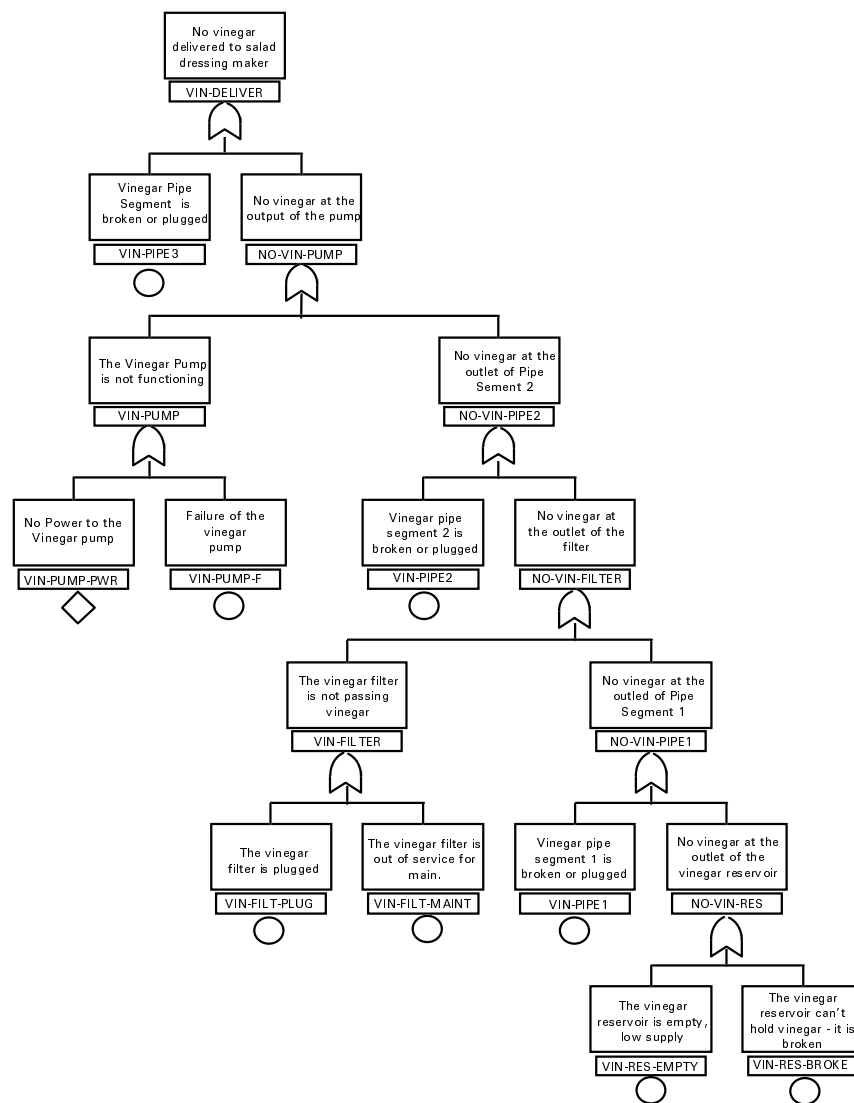 No vinegar
delivered to salad
dressing maker
VIN-DELIVER
Vinegar Pipe
Segment is
broken or plugged
VIN-PIPE3
No vinegar at the
output of the pump
NO-VIN-PUMP
The Vinegar Pump
is not functioning
VIN-PUMP
No vinegar at the
outlet of Pipe
Sement 2
NO-VIN-PIPE2
No Power to the
Vinegar pump
VIN-PUMP-PWR
Failure of the
vinegar
pump
VIN-PUMP-F
Vinegar pipe
segment 2 is
broken or plugged
VIN-PIPE2
No vinegar at
the outlet of the
filter
NO-VIN-FILTER
The vinegar filter
is not passing
vinegar
VIN-FILTER
No vinegar at the
outled of Pipe
Segment 1
NO-VIN-PIPE1
The vinegar
filter is plugged
VIN-FILT-PLUG
The vinegar filter is
out of service for
main.
VIN-FILT-MAINT
Vinegar pipe
segment 1 is
broken or plugged
VIN-PIPE1
No vinegar at the
outlet of the
vinegar reservoir
NO-VIN-RES
The vinegar
reservoir is empty,
low supply
VIN-RES-EMPTY
The vinegar
reservoir can't
hold vinegar - it is
broken
VIN-RES-BROKE